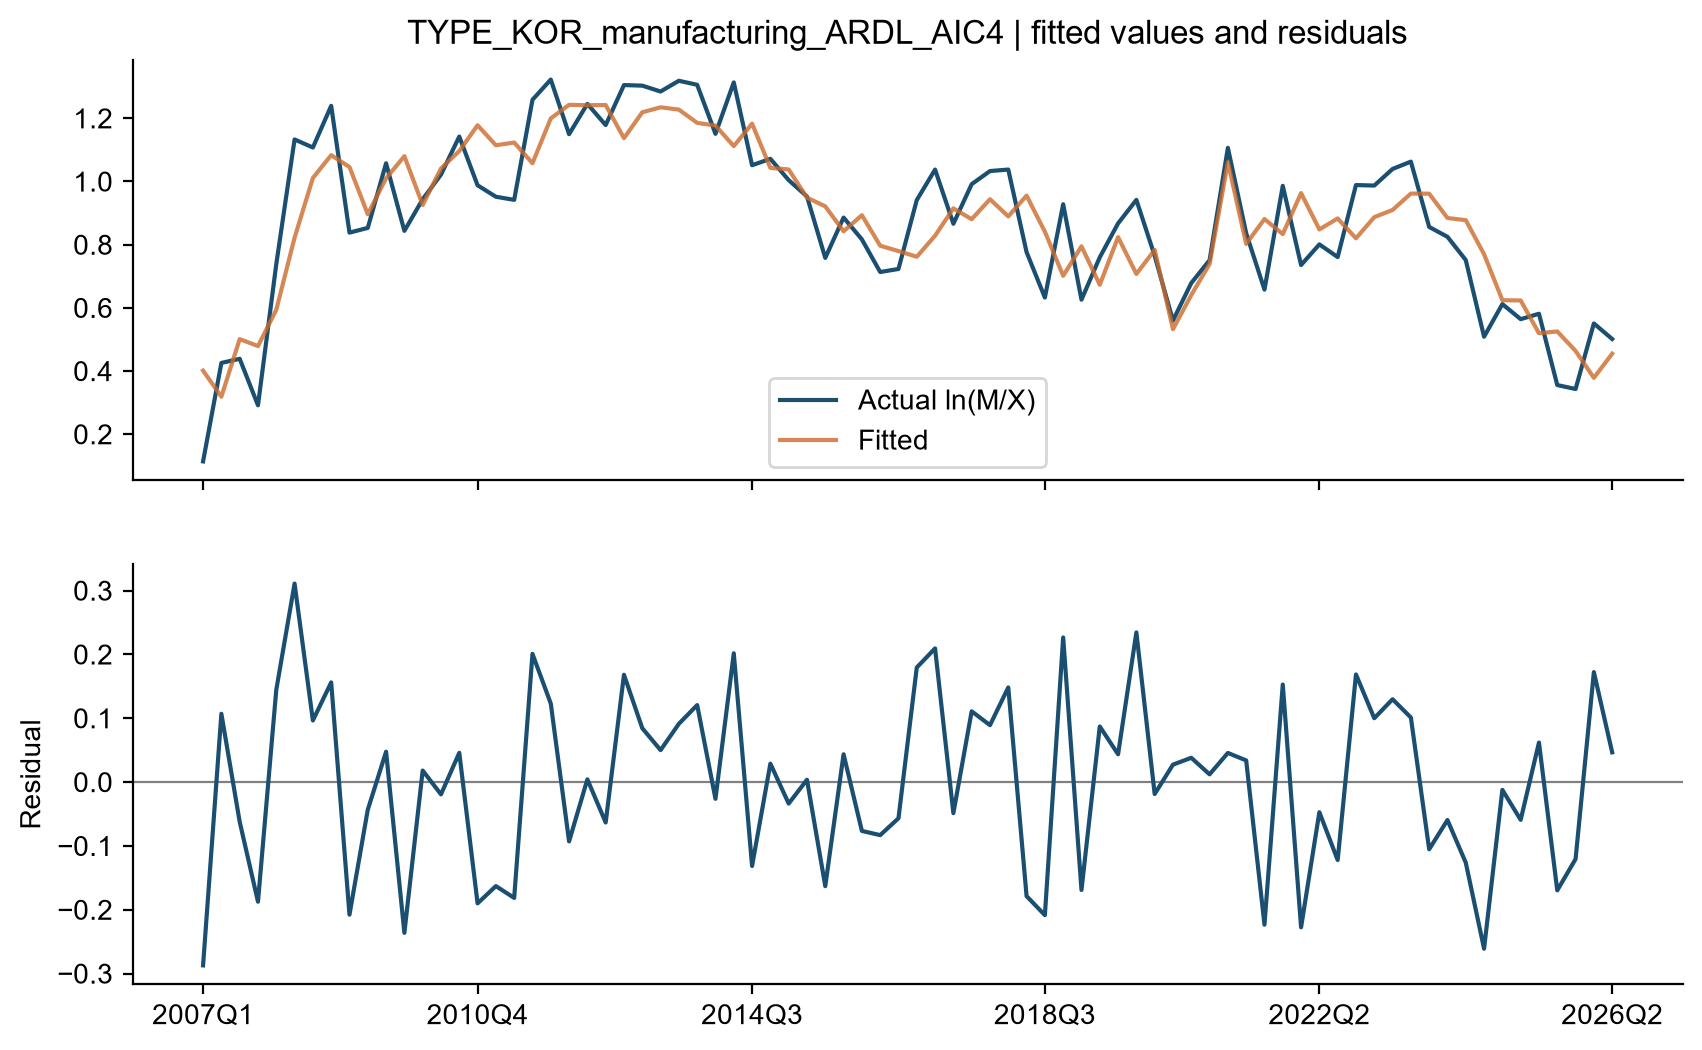 TYPE_KOR_manufacturing_ARDL_AIC4 | fitted values and residuals
1.2
1.0
0.8
0.6
0.4
0.2
Actual ln(M/X)
Fitted
0.3
0.2
0.1
0.0
−0.1
−0.2
−0.3
Residual
2007Q1 2010Q4 2014Q3 2018Q3 2022Q2 2026Q2